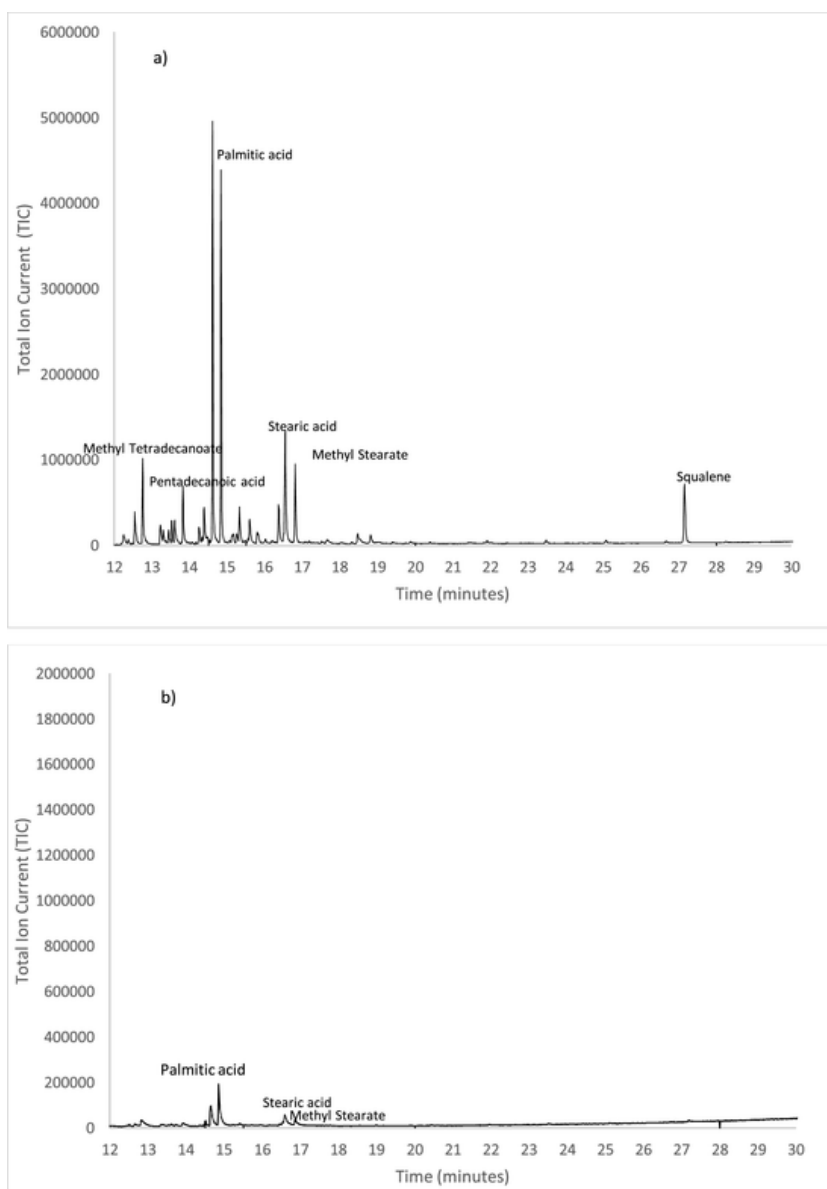 a)
Total Ion Current (TIC)
6000000
5000000
4000000
3000000
2000000
1000000
0
Palmitic acid
Stearic acid
Methyl Tetradecanoate
Methyl Stearate
Pentadecanoic acid
Squalene
12 13 14 15 16 17 18 19 20 21 22 23 24 25 26 27 28 29 30
Time (minutes)
b)
Total Ion Current (TIC)
2000000
1800000
1600000
1400000
1200000
1000000
800000
600000
400000
200000
0
Palmitic acid
Stearic acid
Methyl Stearate
12 13 14 15 16 17 18 19 20 21 22 23 24 25 26 27 28 29 30
Time (minutes)